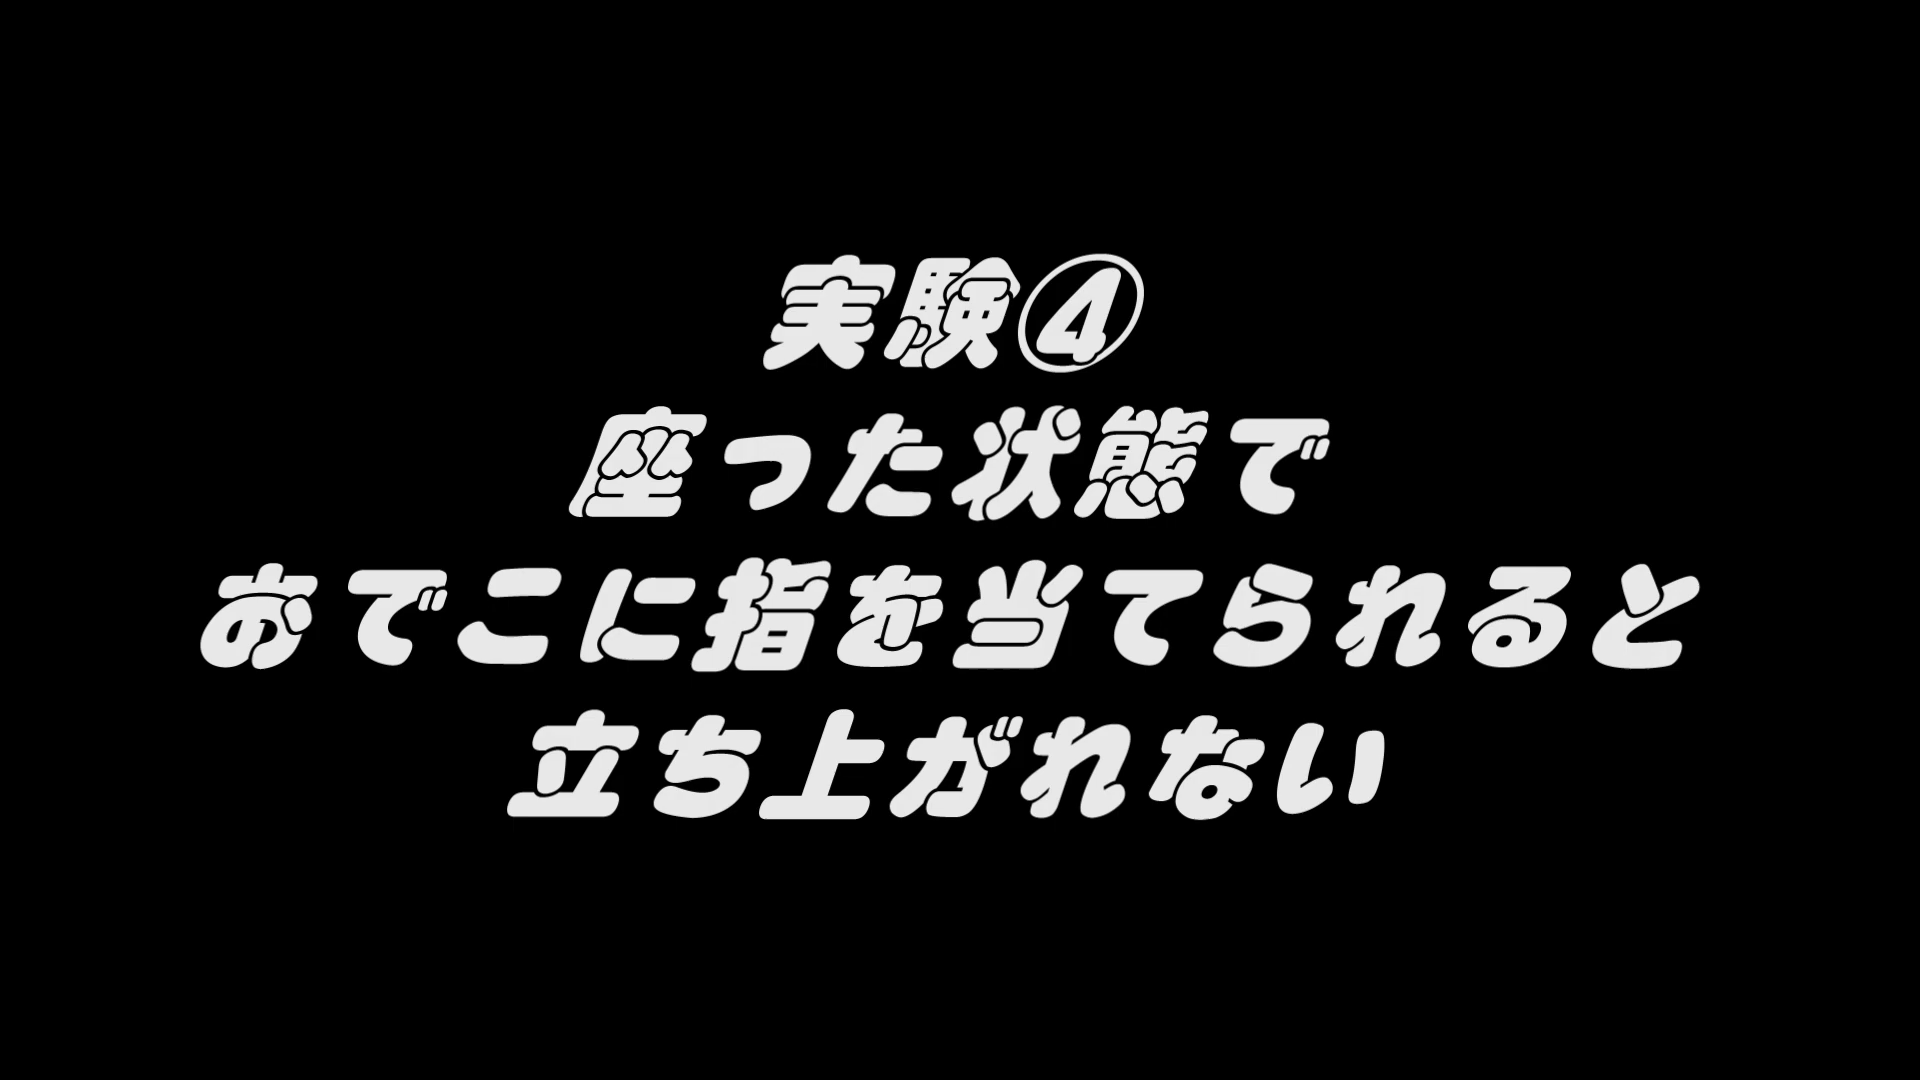 実験④
座った状態で
おでこに指を当てられると
立ち上がれない